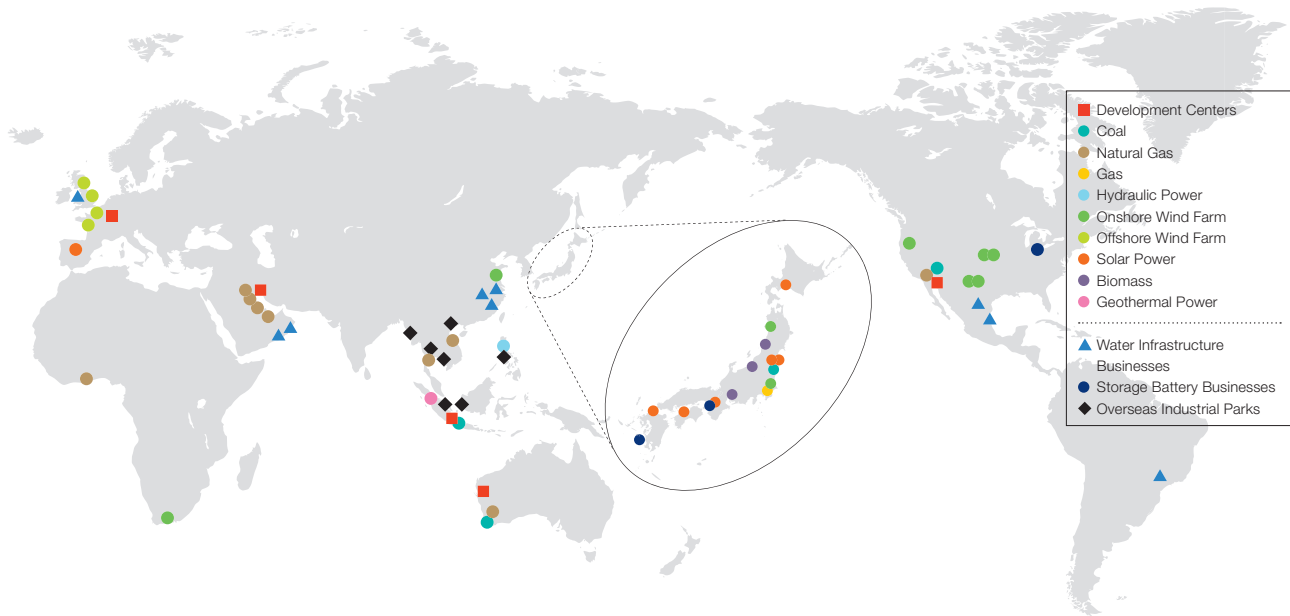 Development Centers
Coal
Natural Gas
Gas
Hydraulic Power
Onshore Wind Farm
Offshore Wind Farm
Solar Power
Biomass
Geothermal Power
Water Infrastructure
Businesses
Storage Battery Businesses
Overseas Industrial Parks